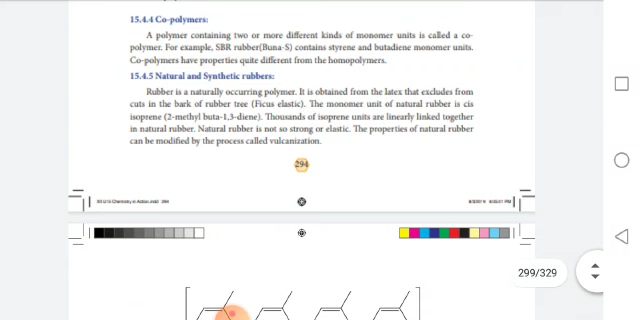 15.4.4 Co-polymers:
A polymer containing two or more different kinds of monomer units is called a co-
polymer. For example, SBR rubber(Buna-S) contains styrene and butadiene monomer units.
Co-polymers have properties quite different from the homopolymers.
15.4.5 Natural and Synthetic rubbers:
Rubber is a naturally occurring polymer. It is obtained from the latex that excludes from
cuts in the bark of rubber tree (Ficus elastic). The monomer unit of natural rubber is cis
isoprene (2-methyl buta-1,3-diene). Thousands of isoprene units are linearly linked together
in natural rubber. Natural rubber is not so strong or elastic. The properties of natural rubber
can be modified by the process called vulcanization.
294
Chemistry in Action.indd 294
299/329